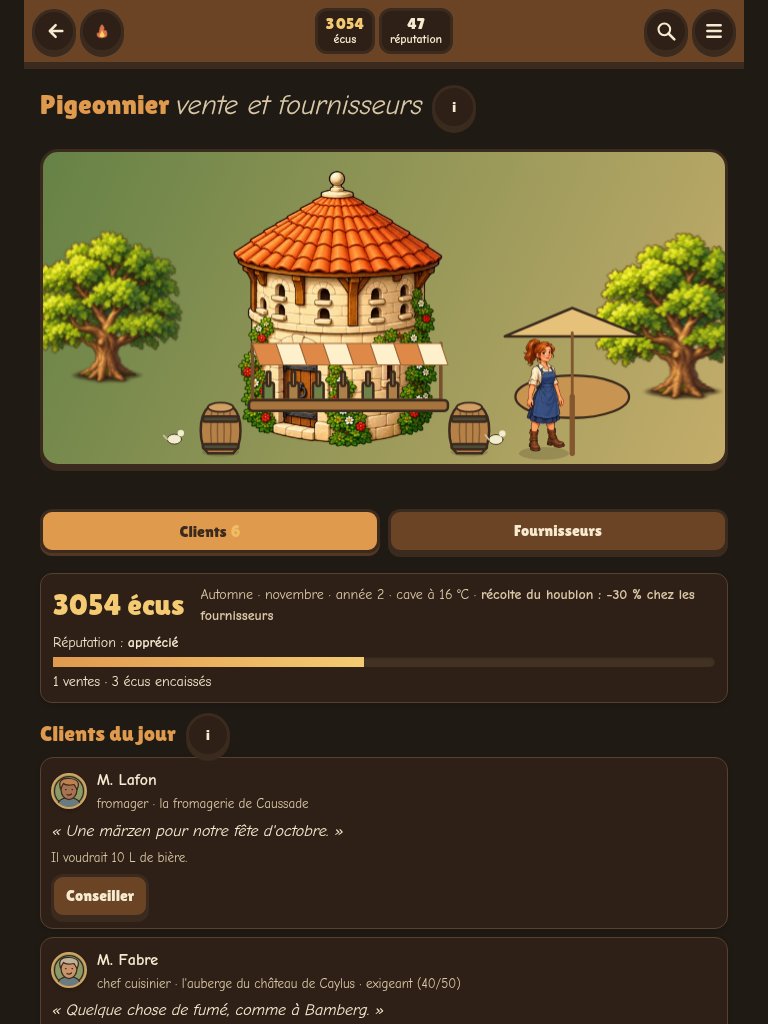 3 054
écus
47
réputation
Pigeonnier vente et fournisseurs i
Clients 6
Fournisseurs
3054 écus
Automne · novembre · année 2 · cave à 16 °C · récolte du houblon : -30 % chez les
fournisseurs
Réputation : apprécié
1 ventes · 3 écus encaissés
Clients du jour i
M. Lafon
fromager · la fromagerie de Caussade
« Une märzen pour notre fête d'octobre. »
Il voudrait 10 L de bière.
Conseiller
M. Fabre
chef cuisinier · l'auberge du château de Caylus · exigeant (40/50)
« Quelque chose de fumé, comme à Bamberg. »